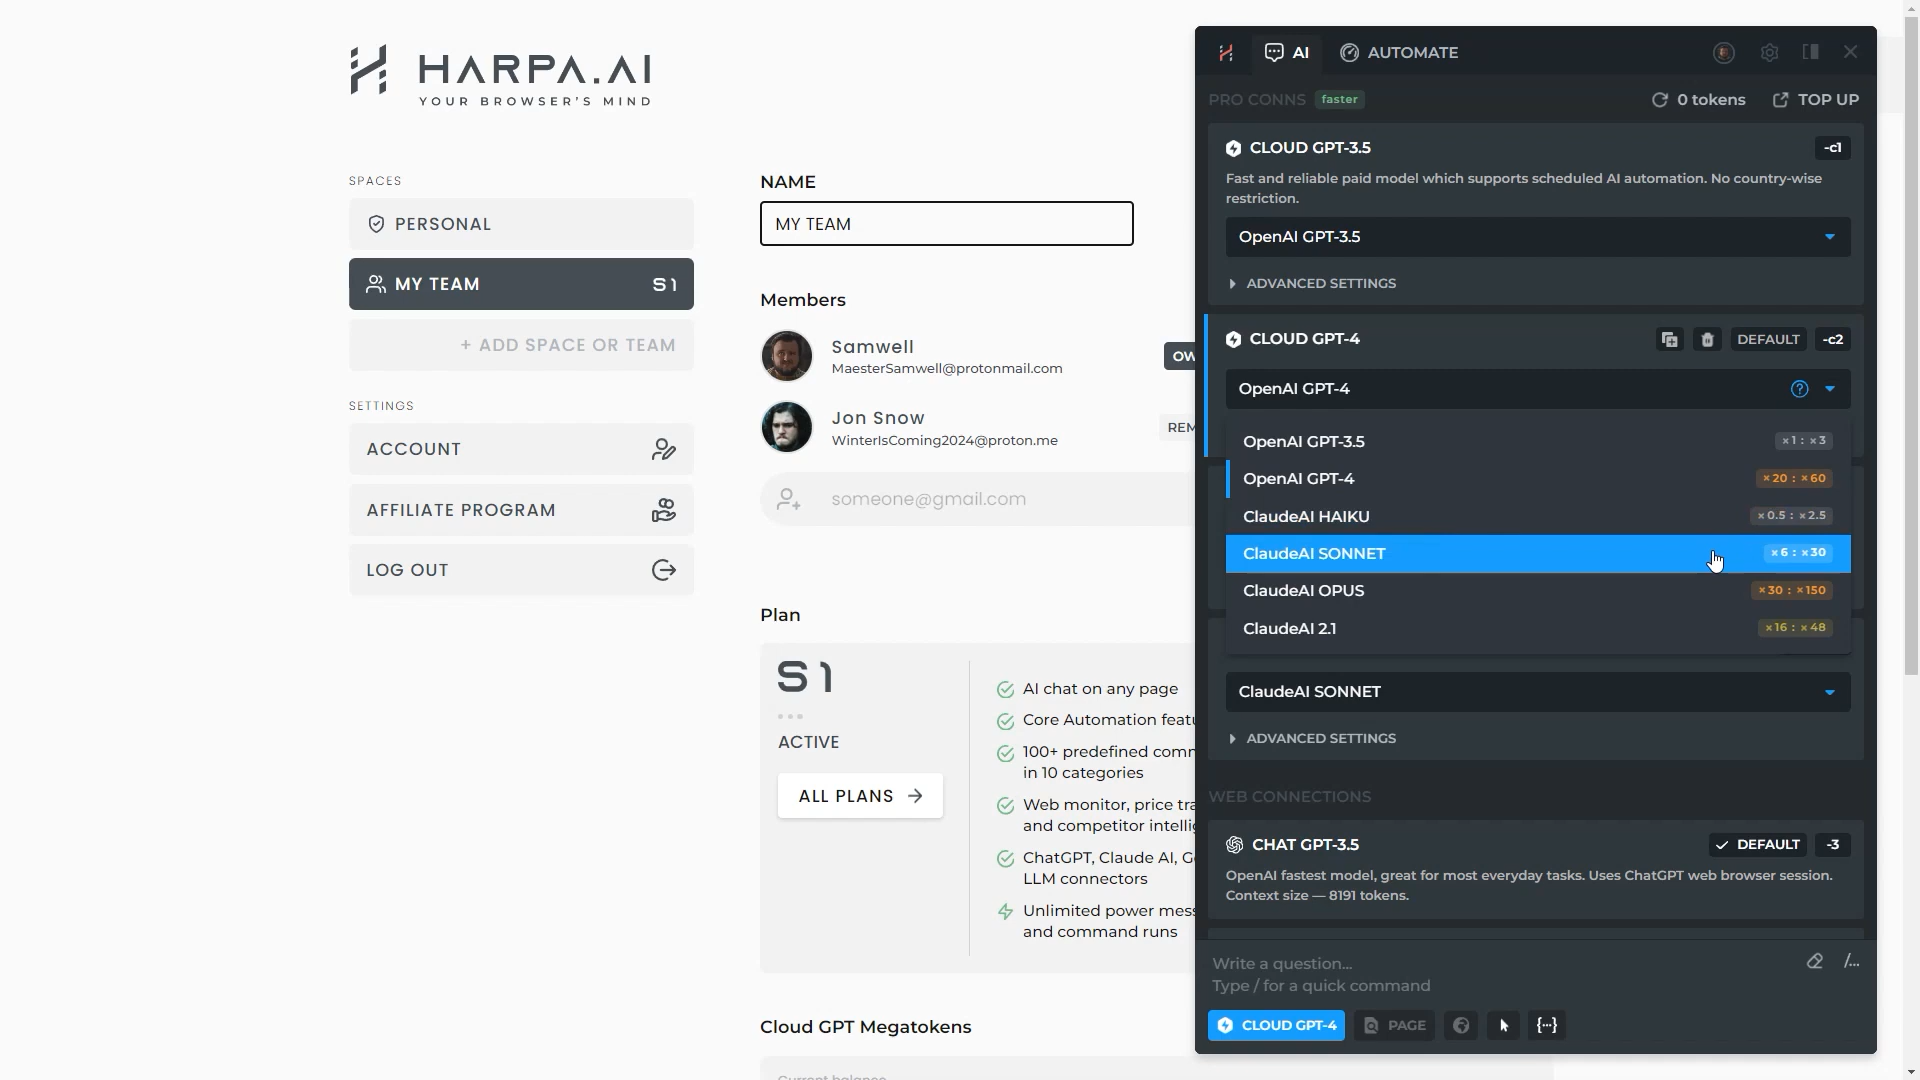 HARPA.AI
YOUR BROWSER'S MIND
SPACES
PERSONAL
MY TEAM S1
+ ADD SPACE OR TEAM
SETTINGS
ACCOUNT
AFFILIATE PROGRAM
LOG OUT
NAME
MY TEAM
Members
Samwell
MaesterSamwell@protonmail.com
OW
Jon Snow
WinterIsComing2024@proton.me
REM
someone@gmail.com
Plan
S1
ACTIVE
ALL PLANS
AI chat on any page
Core Automation featu
100+ predefined comm
in 10 categories
Web monitor, price tra
and competitor intellig
ChatGPT, Claude AI, G
LLM connectors
Unlimited power mess
and command runs
Cloud GPT Megatokens
AI AUTOMATE
PRO CONNS faster 0 tokens TOP UP
CLOUD GPT-3.5 -c1
Fast and reliable paid model which supports scheduled AI automation. No country-wise
restriction.
OpenAI GPT-3.5
ADVANCED SETTINGS
CLOUD GPT-4 DEFAULT -c2
OpenAI GPT-4 ?
OpenAI GPT-3.5 ×1 : ×3
OpenAI GPT-4 ×20 : ×60
ClaudeAI HAIKU ×0.5 : ×2.5
ClaudeAI SONNET ×6 : ×30
ClaudeAI OPUS ×30 : ×150
ClaudeAI 2.1 ×16 : ×48
ClaudeAI SONNET
ADVANCED SETTINGS
WEB CONNECTIONS
CHAT GPT-3.5 DEFAULT -3
OpenAI fastest model, great for most everyday tasks. Uses ChatGPT web browser session.
Context size — 8191 tokens.
Write a question...
Type / for a quick command
/...
CLOUD GPT-4 PAGE {···}